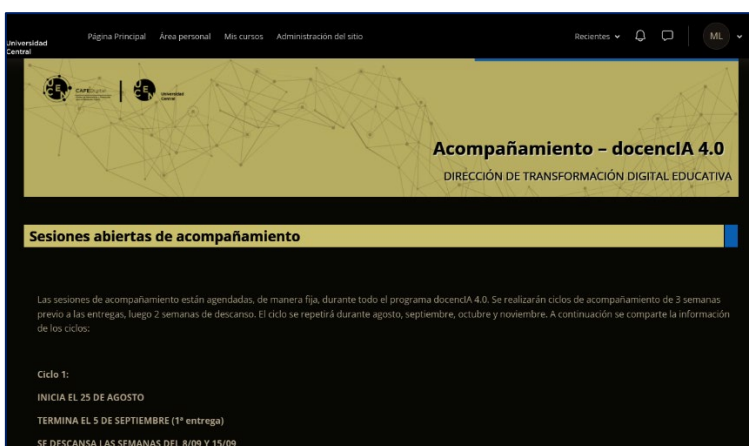 Universidad
Central
Página Principal Área personal Mis cursos Administración del sitio Recientes ML
UCEN CAFEDigital UCEN UNIVERSIDAD CENTRAL
Acompañamiento – docencIA 4.0
DIRECCIÓN DE TRANSFORMACIÓN DIGITAL EDUCATIVA
Sesiones abiertas de acompañamiento
Las sesiones de acompañamiento están agendadas, de manera fija, durante todo el programa docencIA 4.0. Se realizarán ciclos de acompañamiento de 3 semanas
previo a las entregas, luego 2 semanas de descanso. El ciclo se repetirá durante agosto, septiembre, octubre y noviembre. A continuación se comparte la información
de los ciclos:
Ciclo 1:
INICIA EL 25 DE AGOSTO
TERMINA EL 5 DE SEPTIEMBRE (1ª entrega)
SE DESCANSA LAS SEMANAS DEL 8/09 Y 15/09